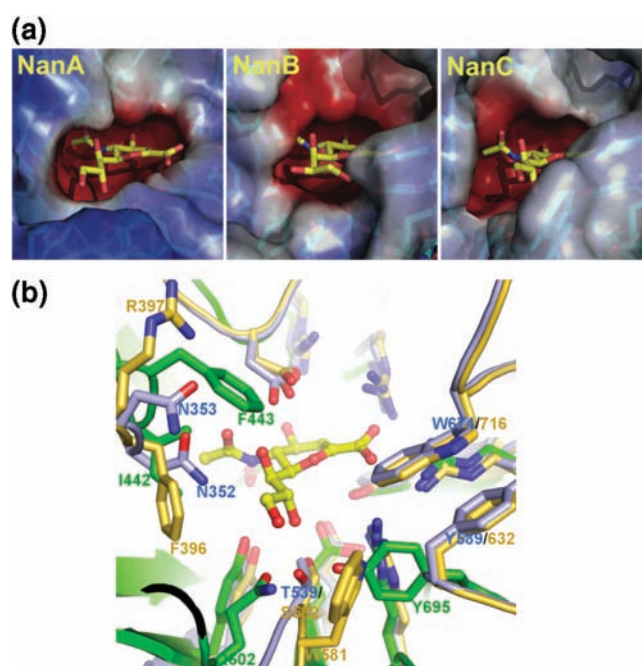 (a)
NanA
NanB
NanC
(b)
R397
N353
F443
W674/716
I442
N352
F396
Y589/632
T539/
Y695